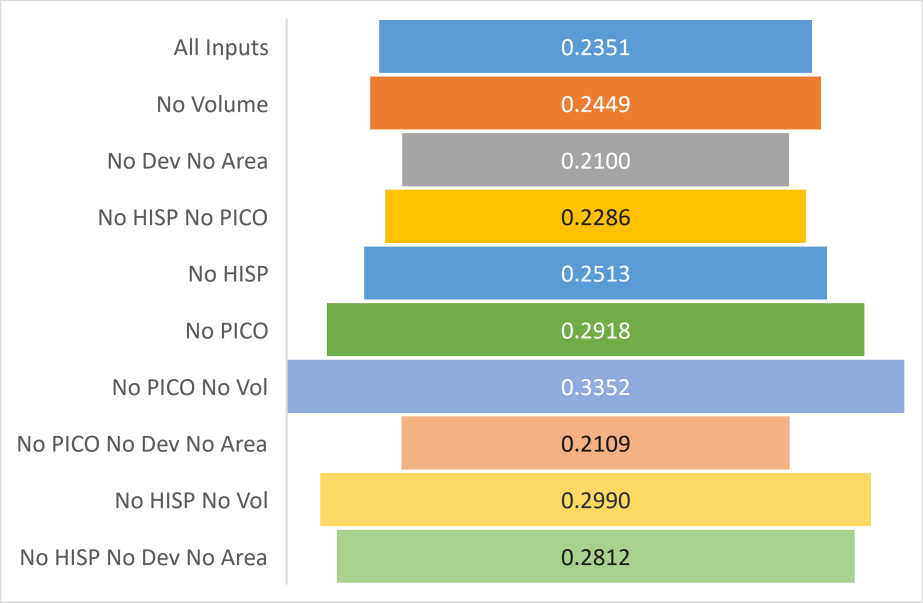 All Inputs 0.2351
No Volume 0.2449
No Dev No Area 0.2100
No HISP No PICO 0.2286
No HISP 0.2513
No PICO 0.2918
No PICO No Vol 0.3352
No PICO No Dev No Area 0.2109
No HISP No Vol 0.2990
No HISP No Dev No Area 0.2812